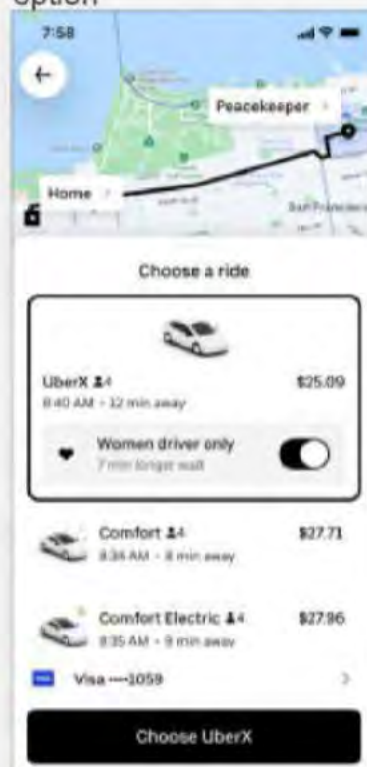 option
7:58
Peacekeeper
Home
San Francisco
Choose a ride
UberX 4 $25.09
8:40 AM - 12 min away
Women driver only
7 min longer wait
Comfort 4 $27.71
8:34 AM - 8 min away
Comfort Electric 4 $27.96
8:35 AM - 9 min away
Visa ····1059
Choose UberX